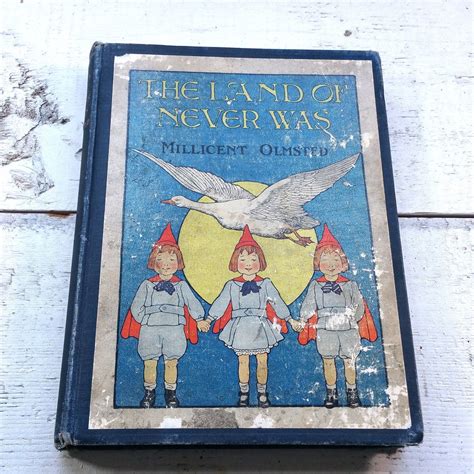 THE LAND OF
NEVER WAS
MILLICENT OLMSTED